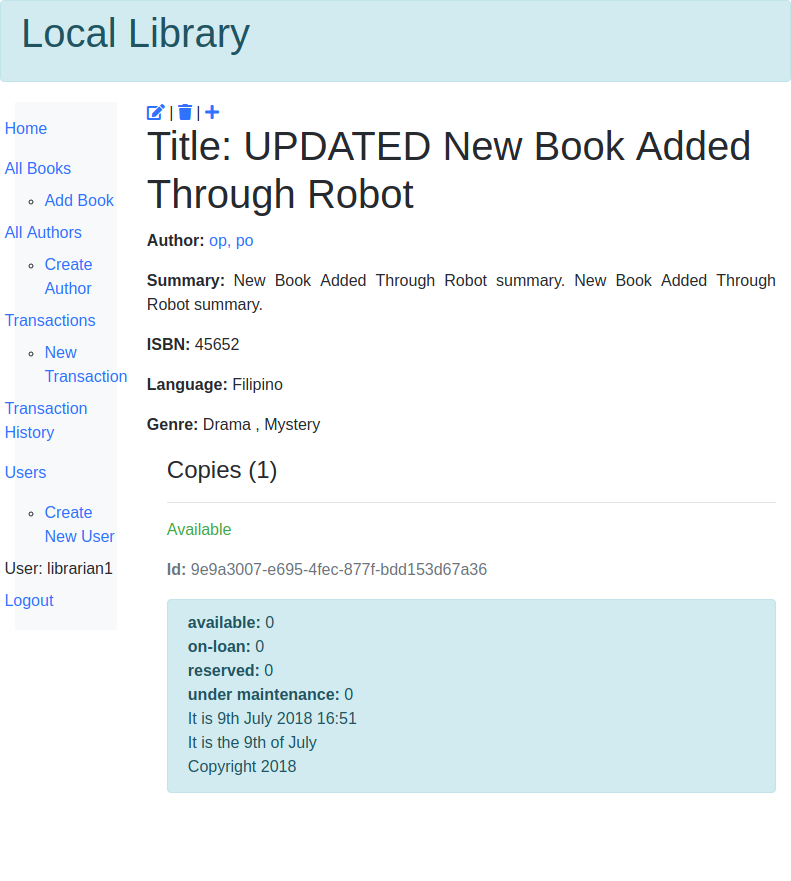 Local Library
Home
All Books
Add Book
All Authors
Create
Author
Transactions
New
Transaction
Transaction
History
Users
Create
New User
User: librarian1
Logout
| |
Title: UPDATED New Book Added
Through Robot
Author: op, po
Summary: New Book Added Through Robot summary. New Book Added Through
Robot summary.
ISBN: 45652
Language: Filipino
Genre: Drama , Mystery
Copies (1)
Available
Id: 9e9a3007-e695-4fec-877f-bdd153d67a36
available: 0
on-loan: 0
reserved: 0
under maintenance: 0
It is 9th July 2018 16:51
It is the 9th of July
Copyright 2018